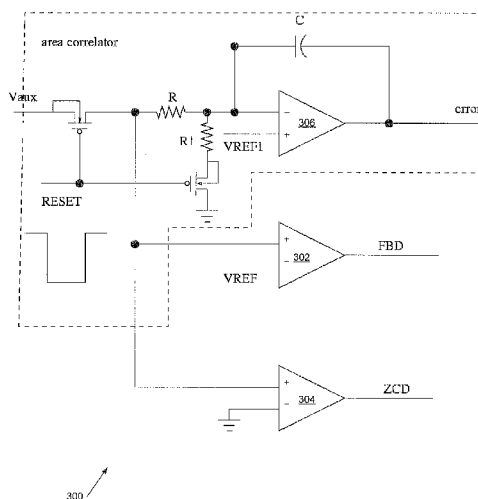 C
area correlator
Vaux
R
error
306
R1
VREF1
RESET
FBD
302
VREF
304
ZCD
300